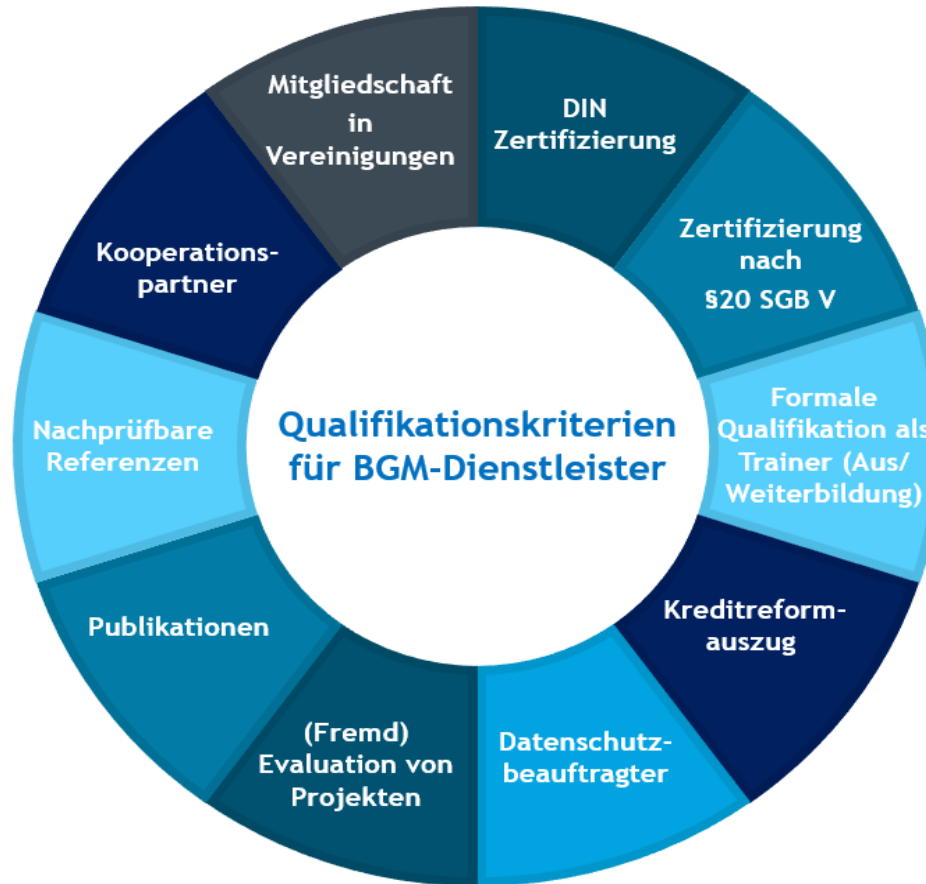 Qualifikationskriterien
für BGM-Dienstleister
DIN
Zertifizierung
Zertifizierung
nach
§20 SGB V
Formale
Qualifikation als
Trainer (Aus/
Weiterbildung)
Kreditreform-
auszug
Datenschutz-
beauftragter
(Fremd)
Evaluation von
Projekten
Publikationen
Nachprüfbare
Referenzen
Kooperations-
partner
Mitgliedschaft
in
Vereinigungen